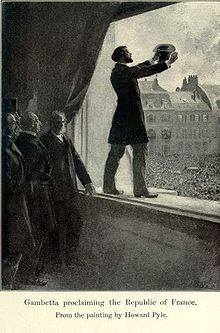 Gambetta proclaiming the Republic of France.
From the painting by Howard Pyle.